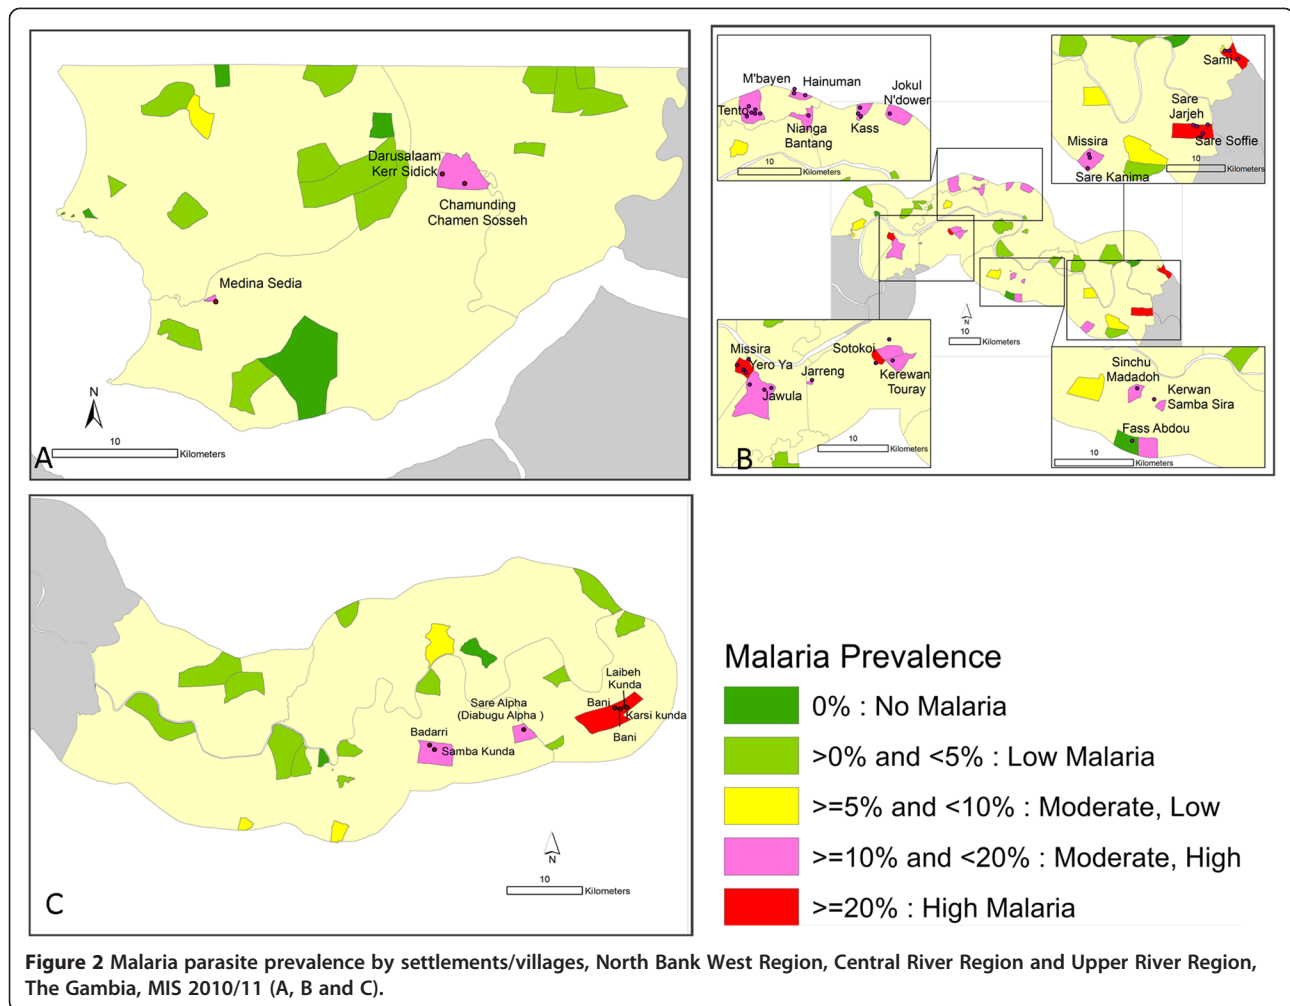 Darusalaam
Kerr Sidick
Chamunding
Chamen Sosseh
Medina Sedia
N
10
Kilometers
A
M'bayen
Hainuman
Jokul
N'dower
Tento
Nianga
Bantang
Kass
10
Kilometers
Sami
Sare
Jarjeh
Missira
Sare Soffie
10
Kilometers
Sare Kanima
N
10
Kilometers
Missira
Yero Ya
Jarreng
Jawula
Sotokoi
Kerewan
Touray
10
Kilometers
B
Sinchu
Madadoh
Kerwan
Samba Sira
Fass Abdou
10
Kilometers
Laibeh
Kunda
Sare Alpha
(Diabugu Alpha )
Bani
Karsi kunda
Bani
Badarri
Samba Kunda
N
10
Kilometers
C
Malaria Prevalence
0% : No Malaria
>0% and <5% : Low Malaria
>=5% and <10% : Moderate, Low
>=10% and <20% : Moderate, High
>=20% : High Malaria
Figure 2 Malaria parasite prevalence by settlements/villages, North Bank West Region, Central River Region and Upper River Region,
The Gambia, MIS 2010/11 (A, B and C).